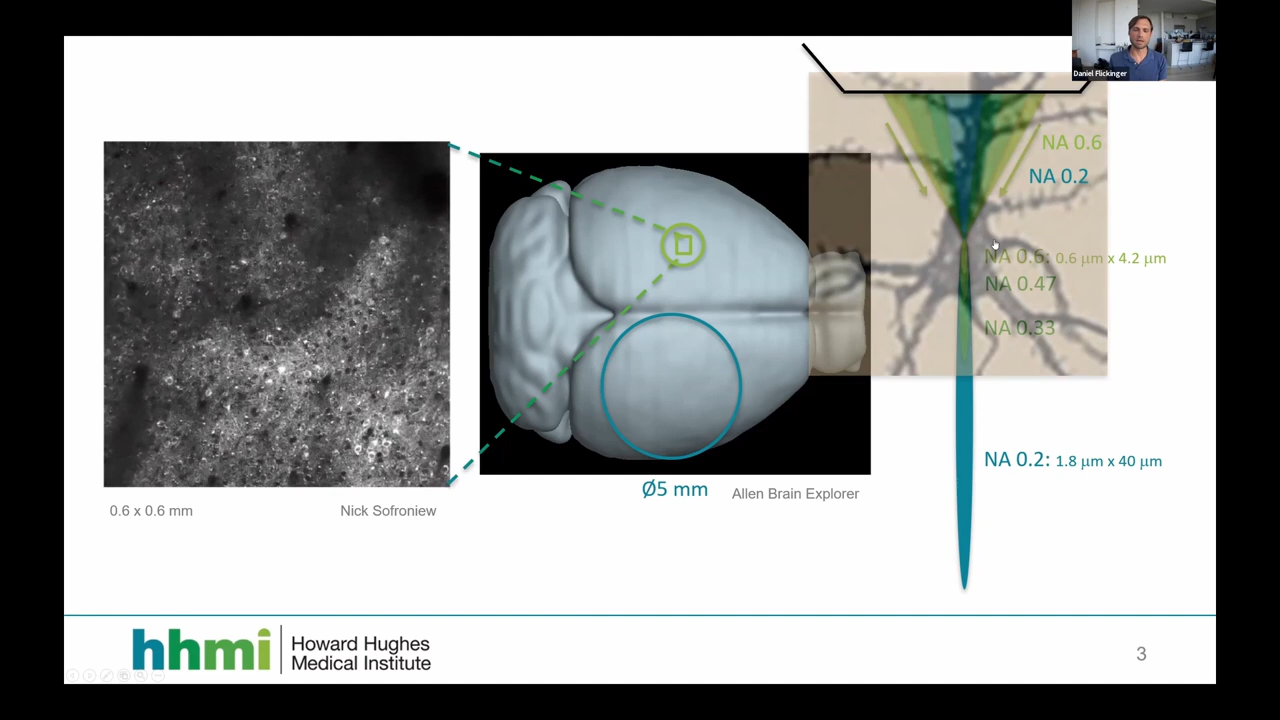 Daniel Flickinger
NA 0.6
NA 0.2
NA 0.6: 0.6 µm x 4.2 µm
NA 0.47
NA 0.33
NA 0.2: 1.8 µm x 40 µm
Ø5 mm
Allen Brain Explorer
0.6 x 0.6 mm
Nick Sofroniew
hhmi
Howard Hughes
Medical Institute
3